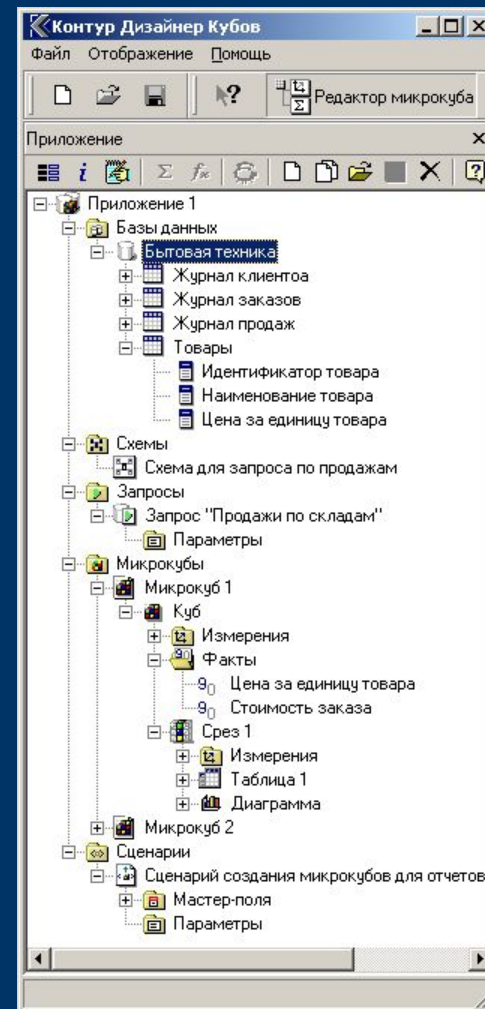 Контур Дизайнер Кубов
Файл Отображение Помощь
Редактор микрокуба
Приложение
Приложение 1
Базы данных
Бытовая техника
Журнал клиентоа
Журнал заказов
Журнал продаж
Товары
Идентификатор товара
Наименование товара
Цена за единицу товара
Схемы
Схема для запроса по продажам
Запросы
Запрос "Продажи по складам"
Параметры
Микрокубы
Микрокуб 1
Куб
Измерения
Факты
Цена за единицу товара
Стоимость заказа
Срез 1
Измерения
Таблица 1
Диаграмма
Микрокуб 2
Сценарии
Сценарий создания микрокубов для отчетов
Мастер-поля
Параметры